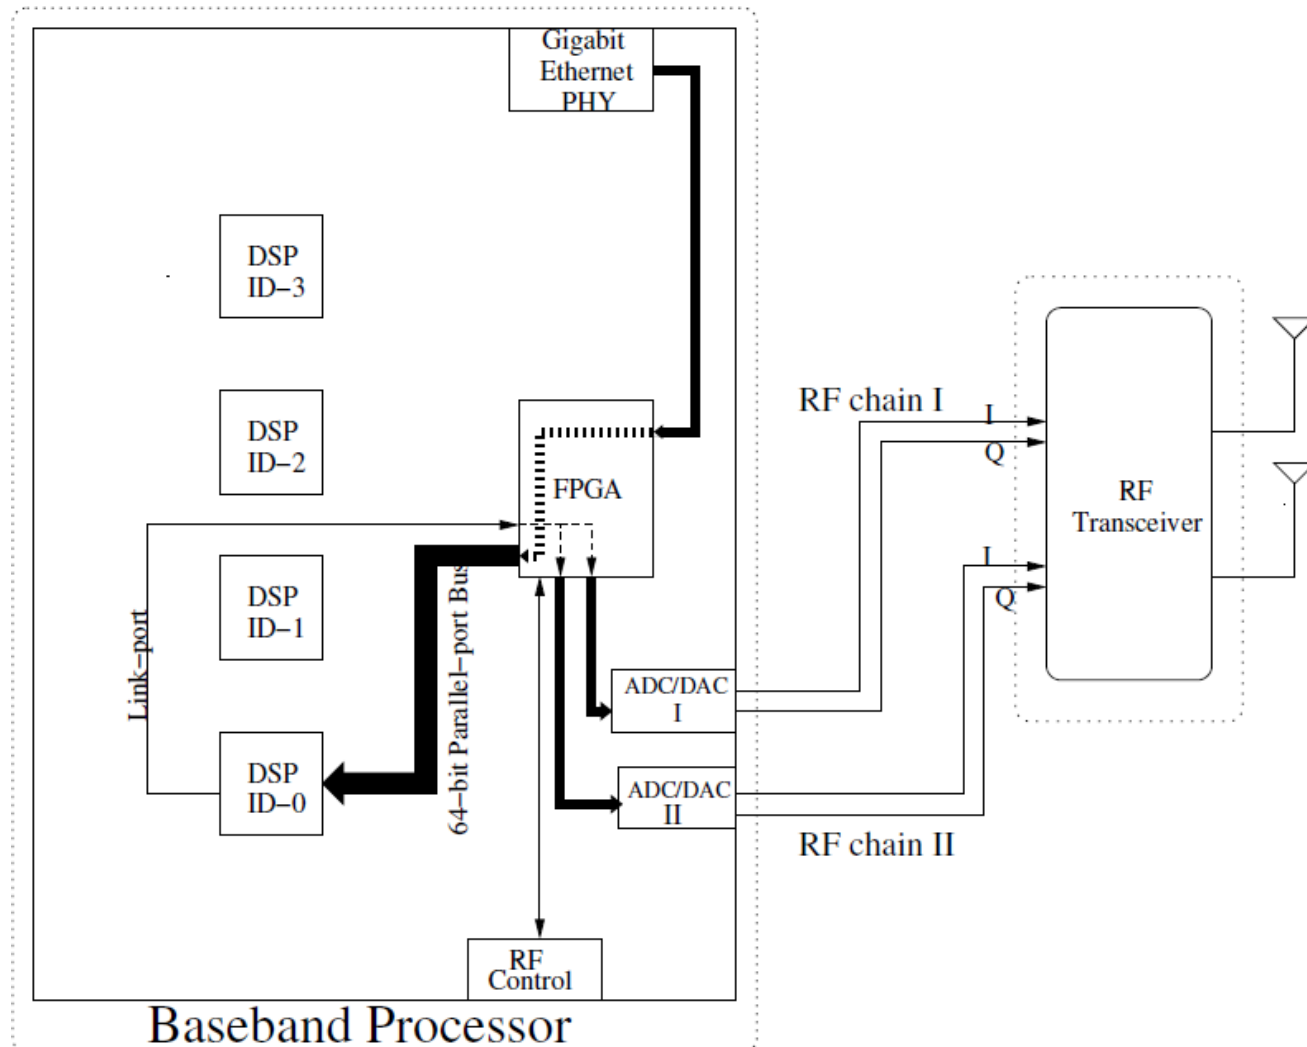 Gigabit
Ethernet
PHY
DSP
ID−3
DSP
ID−2
FPGA
DSP
ID−1
Link−port
64−bit Parallel−port Bus
DSP
ID−0
ADC/DAC
I
ADC/DAC
II
RF
Control
Baseband Processor
RF chain I
I
Q
I
Q
RF chain II
RF
Transceiver